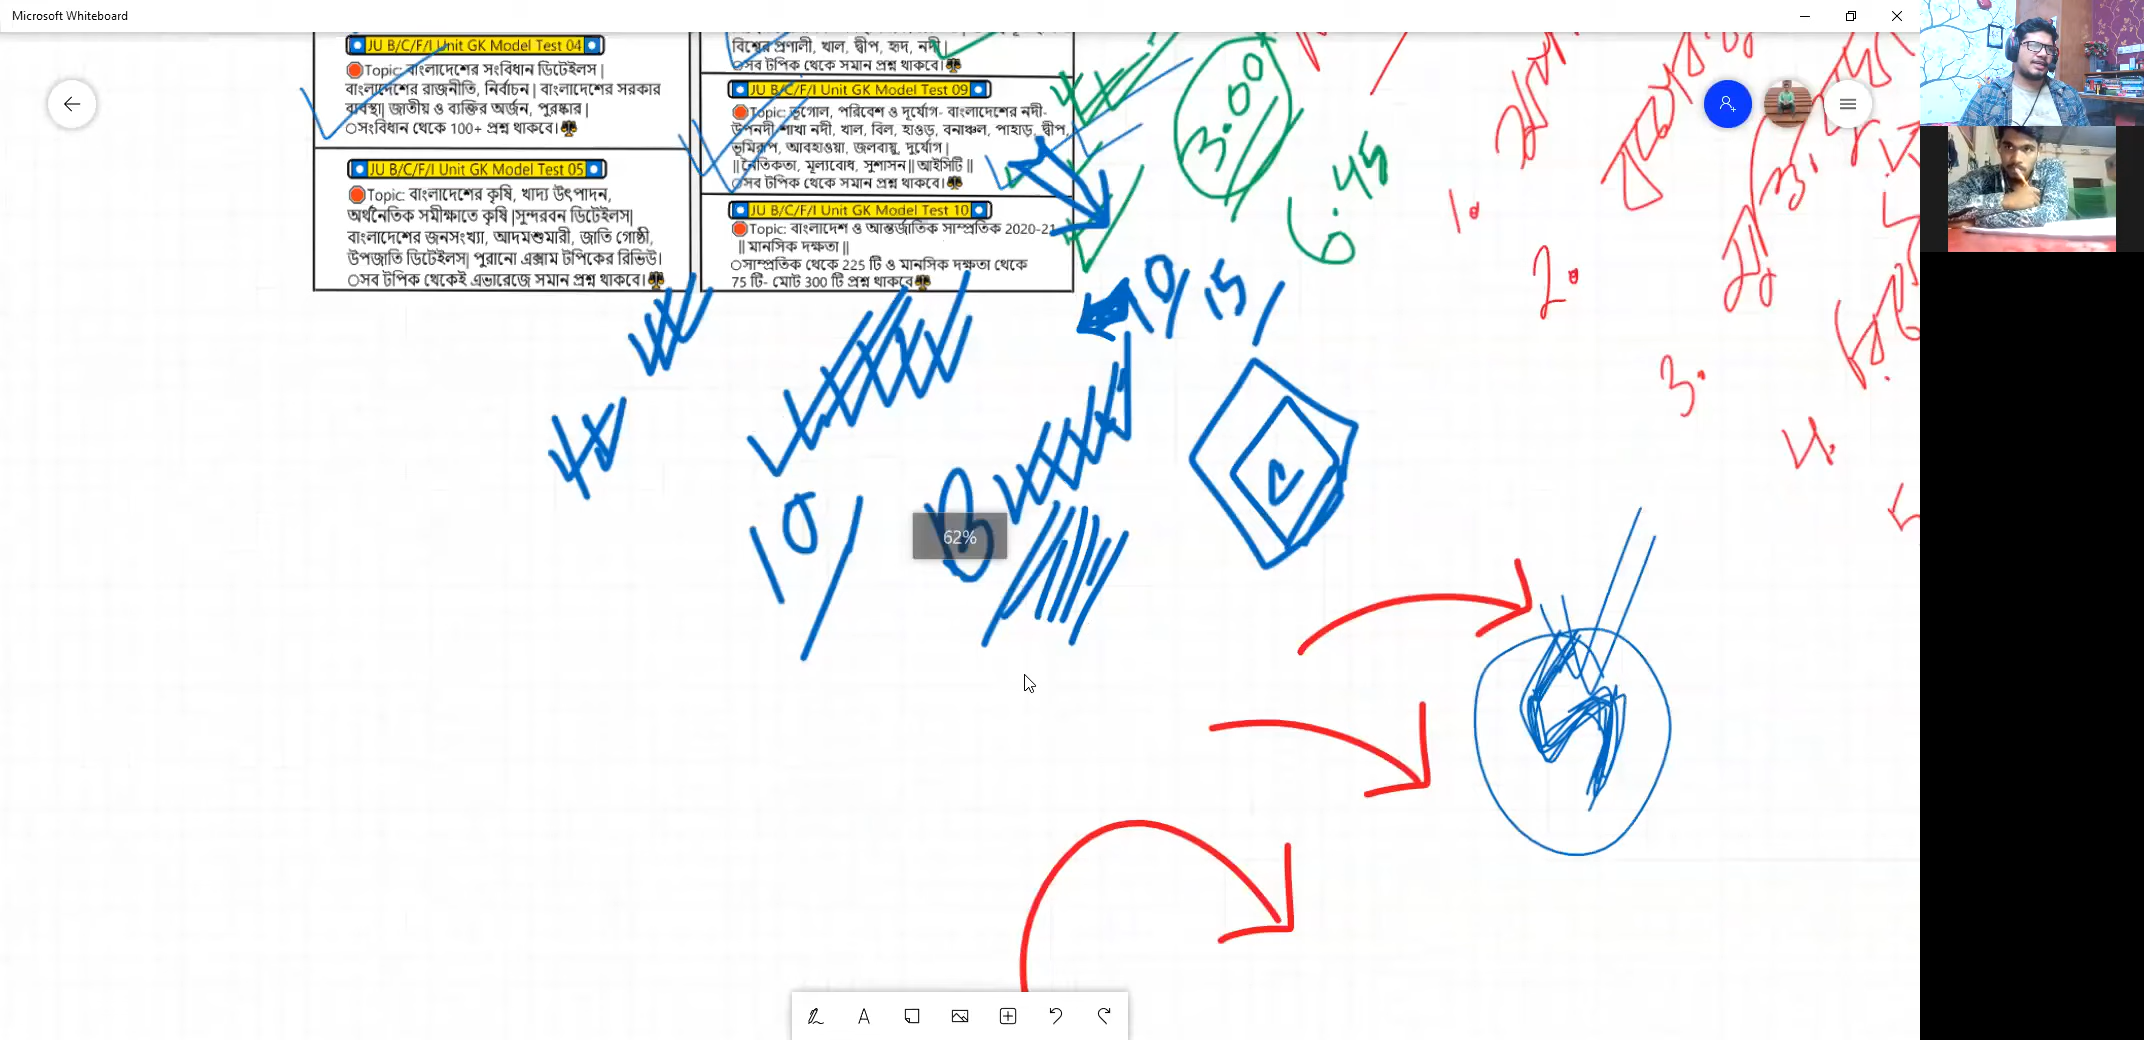 Microsoft Whiteboard
JU B/C/F/I Unit GK Model Test 04
Topic: বাংলাদেশের সংবিধান ডিটেইলস |
বাংলাদেশের রাজনীতি, নির্বাচন | বাংলাদেশের সরকার
ব্যবস্থা| জাতীয় ও ব্যক্তির অর্জন, পুরষ্কার |
সংবিধান থেকে 100+ প্রশ্ন থাকবে।
JU B/C/F/I Unit GK Model Test 05
Topic: বাংলাদেশের কৃষি, খাদ্য উৎপাদন,
অর্থনৈতিক সমীক্ষাতে কৃষি |সুন্দরবন ডিটেইলস|
বাংলাদেশের জনসংখ্যা, আদমশুমারী, জাতি গোষ্ঠী,
উপজাতি ডিটেইলস| পুরানো এক্সাম টপিকের রিভিউ।
সব টপিক থেকেই এভারেজে সমান প্রশ্ন থাকবে।
বিশ্বের প্রণালী, খাল, দ্বীপ, হ্রদ, নদী |
সব টপিক থেকে সমান প্রশ্ন থাকবে।
JU B/C/F/I Unit GK Model Test 09
Topic: ভূগোল, পরিবেশ ও দূর্যোগ- বাংলাদেশের নদী-
উপনদী শাখা নদী, খাল, বিল, হাওড়, বনাঞ্চল, পাহাড়, দ্বীপ,
ভূমিরূপ, আবহাওয়া, জলবায়ু, দূর্যোগ |
|| নৈতিকতা, মূল্যবোধ, সুশাসন|| আইসিটি ||
সব টপিক থেকে সমান প্রশ্ন থাকবে।
JU B/C/F/I Unit GK Model Test 10
Topic: বাংলাদেশ ও আন্তর্জাতিক সাম্প্রতিক 2020-21
|| মানসিক দক্ষতা ||
সাম্প্রতিক থেকে 225 টি ও মানসিক দক্ষতা থেকে
75 টি- মোট 300 টি প্রশ্ন থাকবে
3.00
6.45
1.
2.
3.
4.
10/15/
C
10/
B
62%